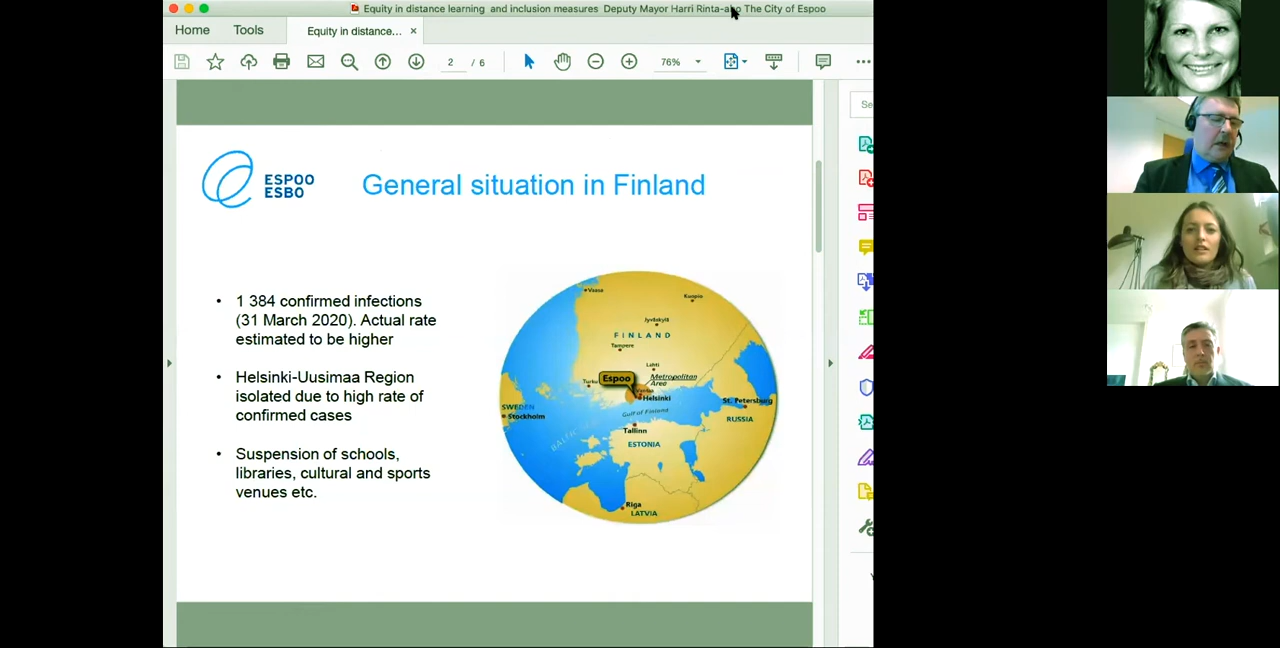 Equity in distance learning and inclusion measures Deputy Mayor Harri Rinta-aho The City of Espoo
Home Tools Equity in distance... ×
2 / 6 76%
Se
ESPOO
ESBO
General situation in Finland
• 1 384 confirmed infections
(31 March 2020). Actual rate
estimated to be higher
• Helsinki-Uusimaa Region
isolated due to high rate of
confirmed cases
• Suspension of schools,
libraries, cultural and sports
venues etc.
Vaasa
Kuopio
Jyväskylä
FINLAND
Tampere
Lahti
Espoo
Turku
Metropolitan
Area
Vantaa
Helsinki
St. Petersburg
SWEDEN
Gulf of Finland
Stockholm
RUSSIA
Tallinn
BALTIC
ESTONIA
Riga
LATVIA